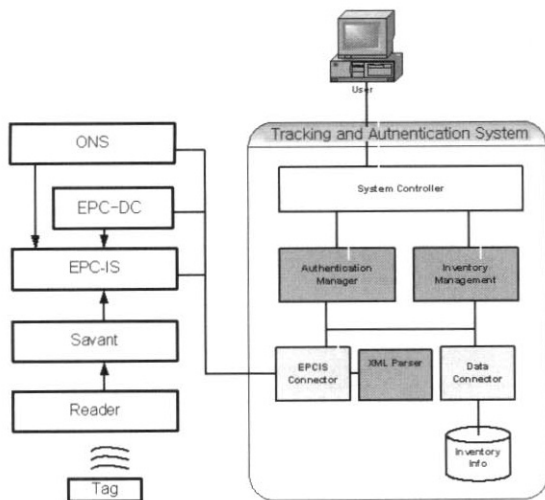 User
Tracking and Autnentication System
System Controller
Authentication
Manager
Inventory
Management
EPCIS
Connector
XML Parser
Data
Connector
Inventory
Info
ONS
EPC-DC
EPC-IS
Savant
Reader
Tag